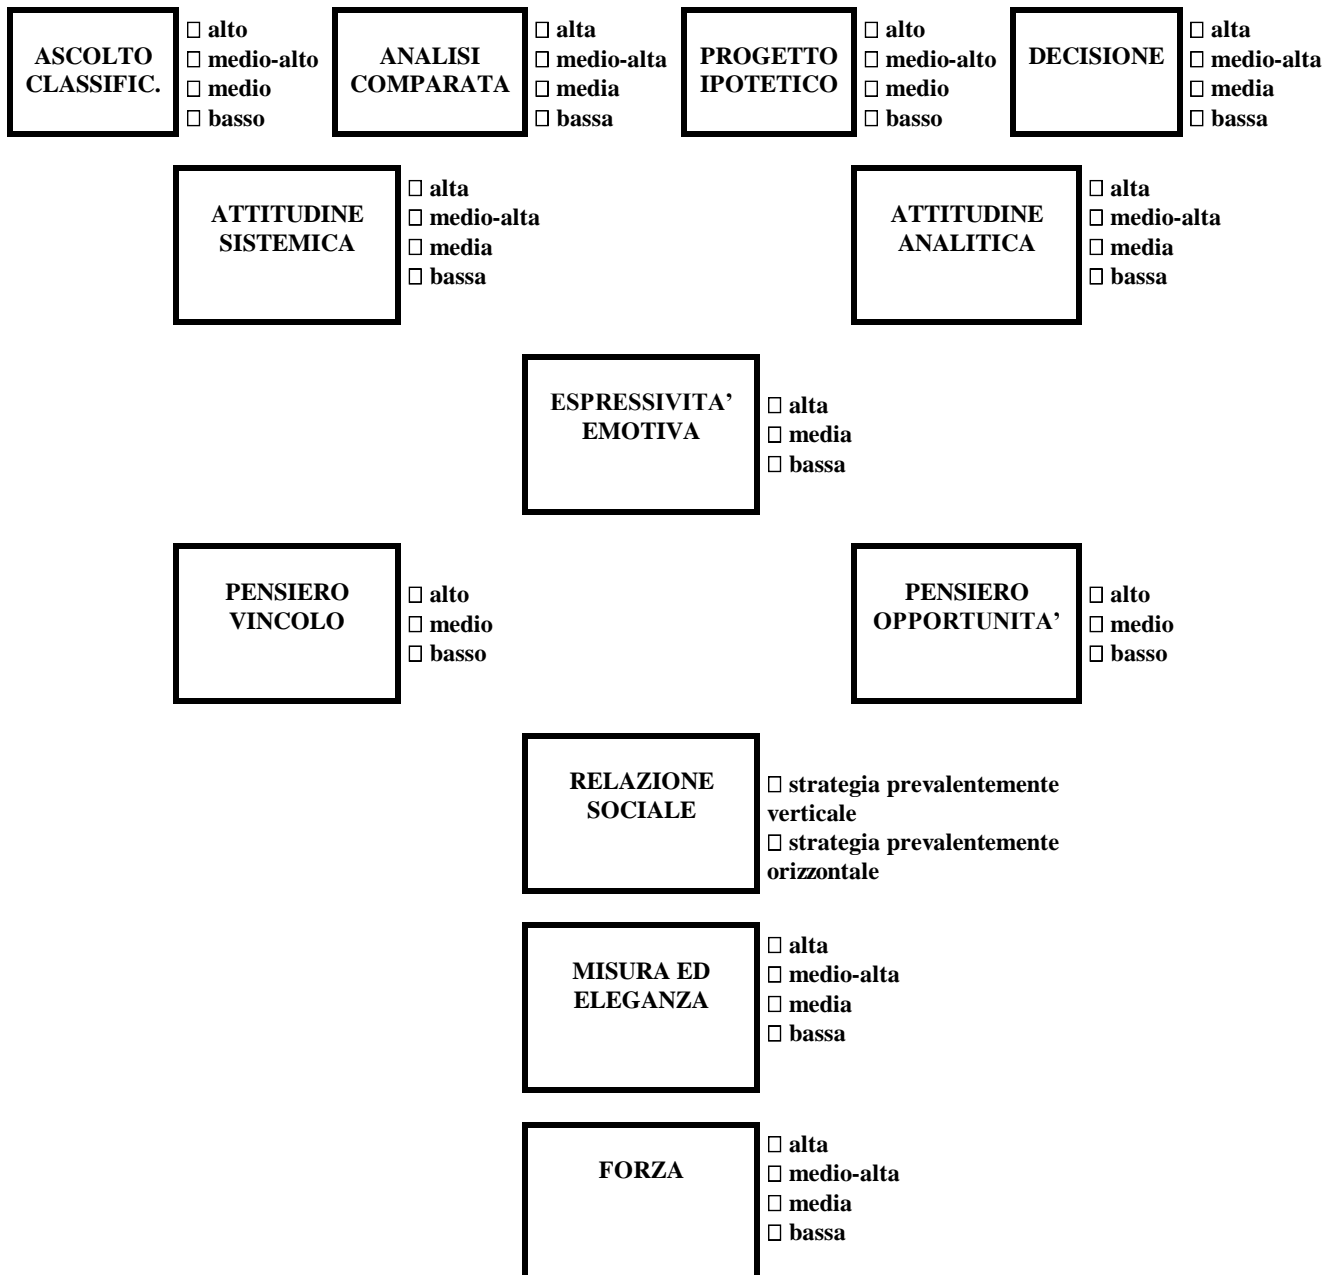 ASCOLTO
CLASSIFIC.
□ alto
□ medio-alto
□ medio
□ basso
ANALISI
COMPARATA
□ alta
□ medio-alta
□ media
□ bassa
PROGETTO
IPOTETICO
□ alto
□ medio-alto
□ medio
□ basso
DECISIONE
□ alta
□ medio-alta
□ media
□ bassa
ATTITUDINE
SISTEMICA
□ alta
□ medio-alta
□ media
□ bassa
ATTITUDINE
ANALITICA
□ alta
□ medio-alta
□ media
□ bassa
ESPRESSIVITA’
EMOTIVA
□ alta
□ media
□ bassa
PENSIERO
VINCOLO
□ alto
□ medio
□ basso
PENSIERO
OPPORTUNITA’
□ alto
□ medio
□ basso
RELAZIONE
SOCIALE
□ strategia prevalentemente
verticale
□ strategia prevalentemente
orizzontale
MISURA ED
ELEGANZA
□ alta
□ medio-alta
□ media
□ bassa
FORZA
□ alta
□ medio-alta
□ media
□ bassa